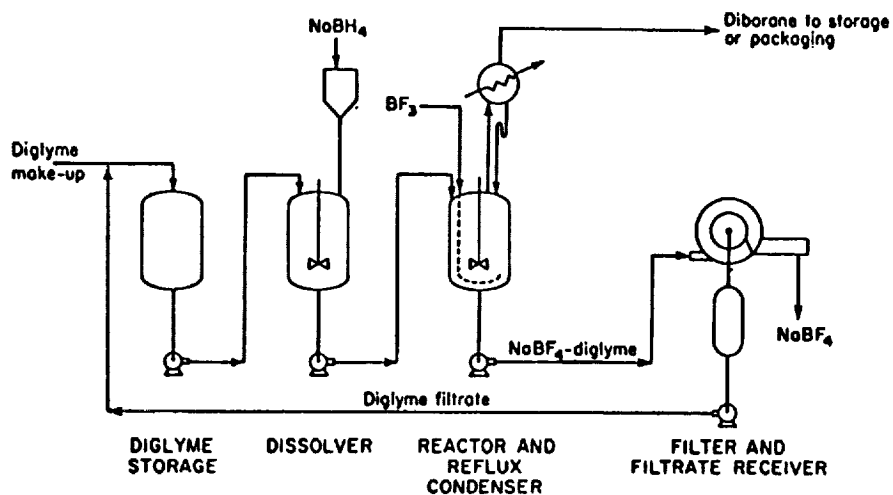 NaBH₄
Diborane to storage
or packaging
BF₃
Diglyme
make-up
NaBF₄
NaBF₄-diglyme
Diglyme filtrate
DIGLYME
STORAGE
DISSOLVER
REACTOR AND
REFLUX
CONDENSER
FILTER AND
FILTRATE RECEIVER